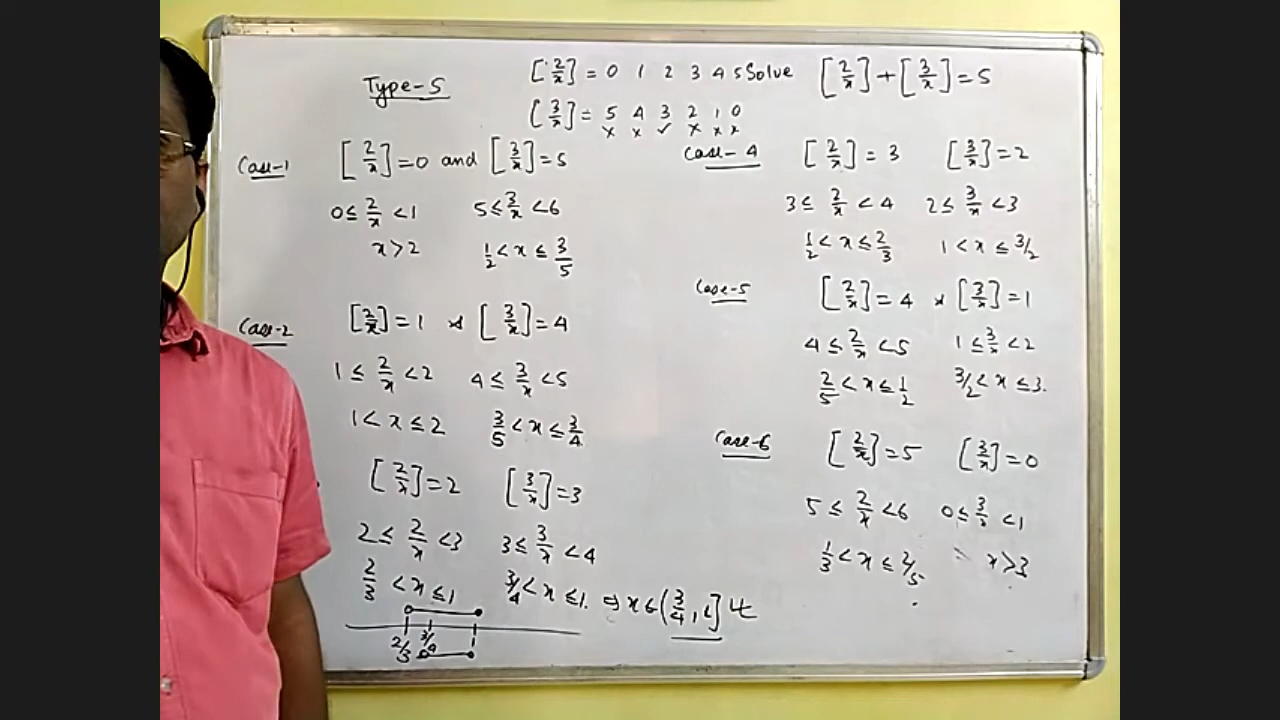 Type-5
[2/x] = 0 1 2 3 4 5 Solve [2/x] + [3/x] = 5
[3/x] = 5 4 3 2 1 0
x x ✓ x x x
Case-1 [2/x] = 0 and [3/x] = 5
0 ≤ 2/x < 1 5 ≤ 3/x < 6
x > 2 1/2 < x ≤ 3/5
Case-2 [2/x] = 1 & [3/x] = 4
1 ≤ 2/x < 2 4 ≤ 3/x < 5
1 < x ≤ 2 3/5 < x ≤ 3/4
[2/x] = 2 [3/x] = 3
2 ≤ 2/x < 3 3 ≤ 3/x < 4
2/3 < x ≤ 1 3/4 < x ≤ 1. ⇒ x ∈ (3/4, 1]
2/3 3/4
Case-4 [2/x] = 3 [3/x] = 2
3 ≤ 2/x < 4 2 ≤ 3/x < 3
1/2 < x ≤ 2/3 1 < x ≤ 3/2
Case-5 [2/x] = 4 & [3/x] = 1
4 ≤ 2/x < 5 1 ≤ 3/x < 2
2/5 < x ≤ 1/2 3/2 < x ≤ 3.
Case-6 [2/x] = 5 [3/x] = 0
5 ≤ 2/x < 6 0 ≤ 3/x < 1
1/3 < x ≤ 2/5 x > 3